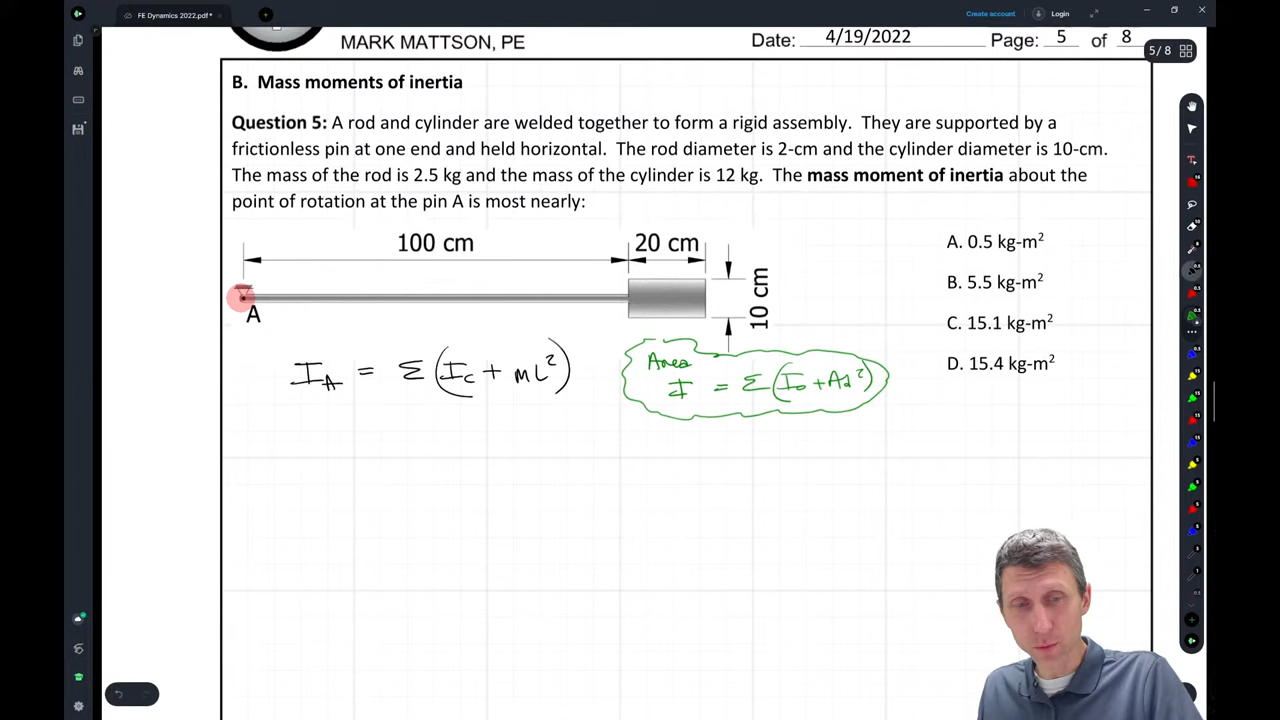 FE Dynamics 2022.pdf*
Create account
Login
MARK MATTSON, PE
Date: 4/19/2022 Page: 5 of 8
5/8
B. Mass moments of inertia
Question 5: A rod and cylinder are welded together to form a rigid assembly. They are supported by a
frictionless pin at one end and held horizontal. The rod diameter is 2-cm and the cylinder diameter is 10-cm.
The mass of the rod is 2.5 kg and the mass of the cylinder is 12 kg. The mass moment of inertia about the
point of rotation at the pin A is most nearly:
100 cm
20 cm
10 cm
A
A. 0.5 kg-m²
B. 5.5 kg-m²
C. 15.1 kg-m²
D. 15.4 kg-m²
I_A = Σ(I_C + mL²)
Area
I = Σ(I_o + Ad²)